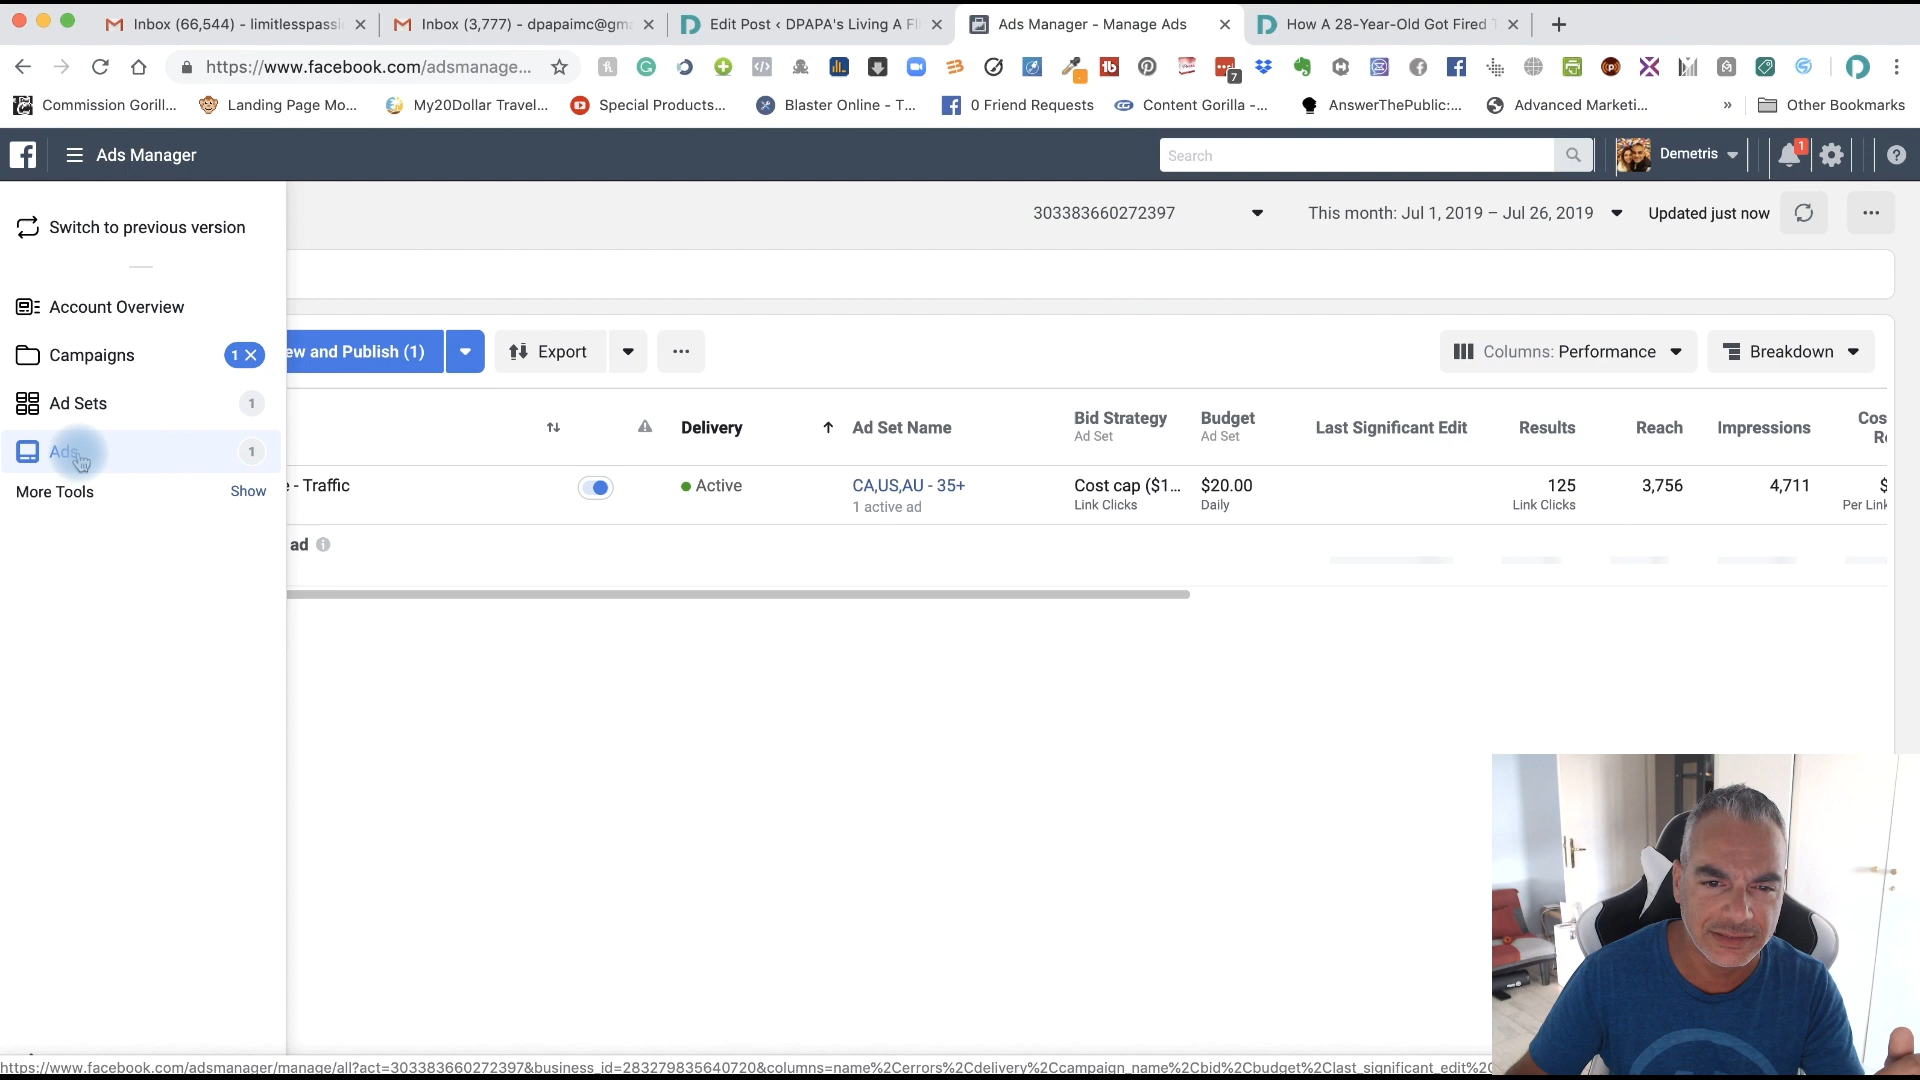 Inbox (66,544) - limitlesspassi
Inbox (3,777) - dpapaimc@gma
Edit Post ‹ DPAPA's Living A Fl
Ads Manager - Manage Ads
How A 28-Year-Old Got Fired
https://www.facebook.com/adsmanage...
7
Commission Gorill...
Landing Page Mo...
My20Dollar Travel...
Special Products...
Blaster Online - T...
0 Friend Requests
Content Gorilla -...
AnswerThePublic:...
Advanced Marketi...
»
Other Bookmarks
Ads Manager
Search
Demetris
1
Switch to previous version
303383660272397
This month: Jul 1, 2019 – Jul 26, 2019
Updated just now
Account Overview
Campaigns
1
Ad Sets
1
Ads
1
More Tools
Show
ew and Publish (1)
Export
Columns: Performance
Breakdown
Delivery
Ad Set Name
Bid Strategy
Ad Set
Budget
Ad Set
Last Significant Edit
Results
Reach
Impressions
Cos
- Traffic
Active
CA,US,AU - 35+
1 active ad
Cost cap ($1...
Link Clicks
$20.00
Daily
125
Link Clicks
3,756
4,711
$
Per Link
ad
https://www.facebook.com/adsmanager/manage/all?act=303383660272397&business_id=283279835640720&columns=name%2Cerrors%2Cdelivery%2Ccampaign_name%2Cbid%2Cbudget%2Clast_significant_edit%2C